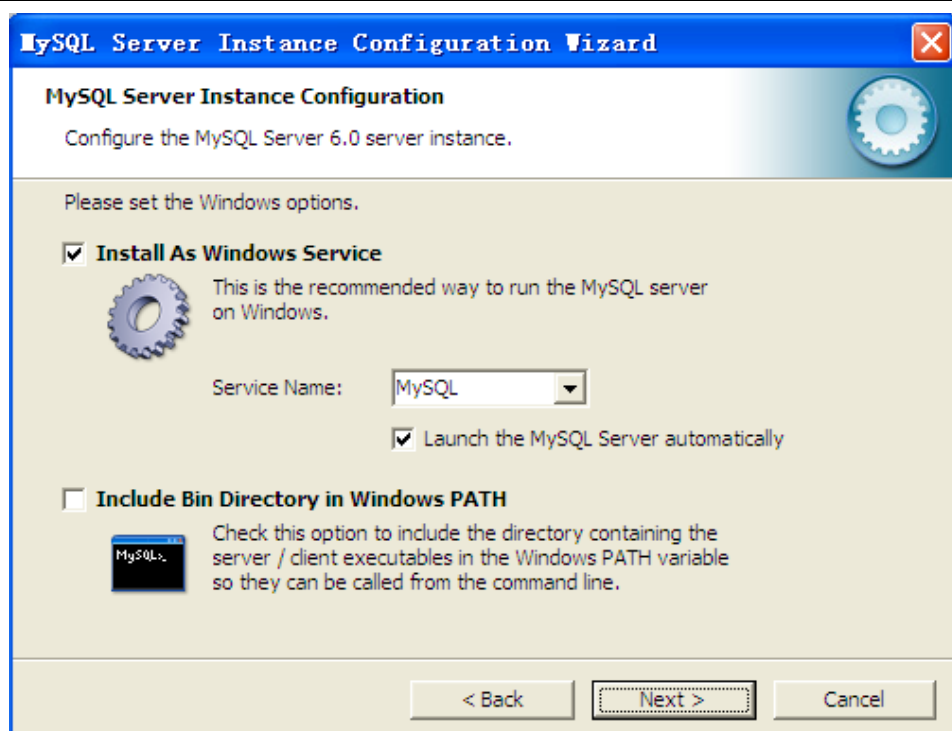 MySQL Server Instance Configuration Wizard
MySQL Server Instance Configuration
Configure the MySQL Server 6.0 server instance.
Please set the Windows options.
Install As Windows Service
This is the recommended way to run the MySQL server
on Windows.
Service Name: MySQL
Launch the MySQL Server automatically
Include Bin Directory in Windows PATH
Check this option to include the directory containing the
server / client executables in the Windows PATH variable
so they can be called from the command line.
MySQL>_
< Back Next > Cancel